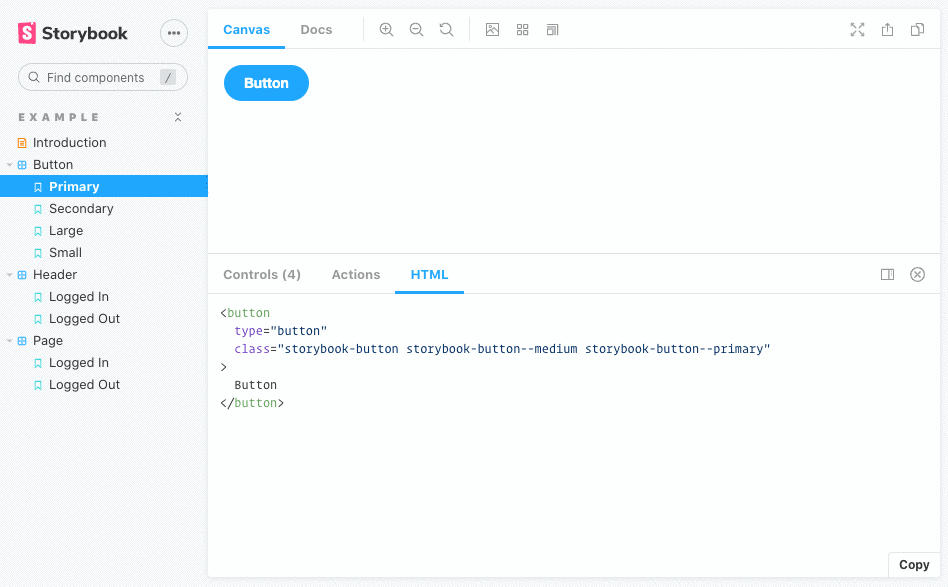 Storybook
Find components /
EXAMPLE
Introduction
Button
Primary
Secondary
Large
Small
Header
Logged In
Logged Out
Page
Logged In
Logged Out
Canvas Docs
Button
Controls (4) Actions HTML
<button
type="button"
class="storybook-button storybook-button--medium storybook-button--primary"
>
Button
</button>
Copy